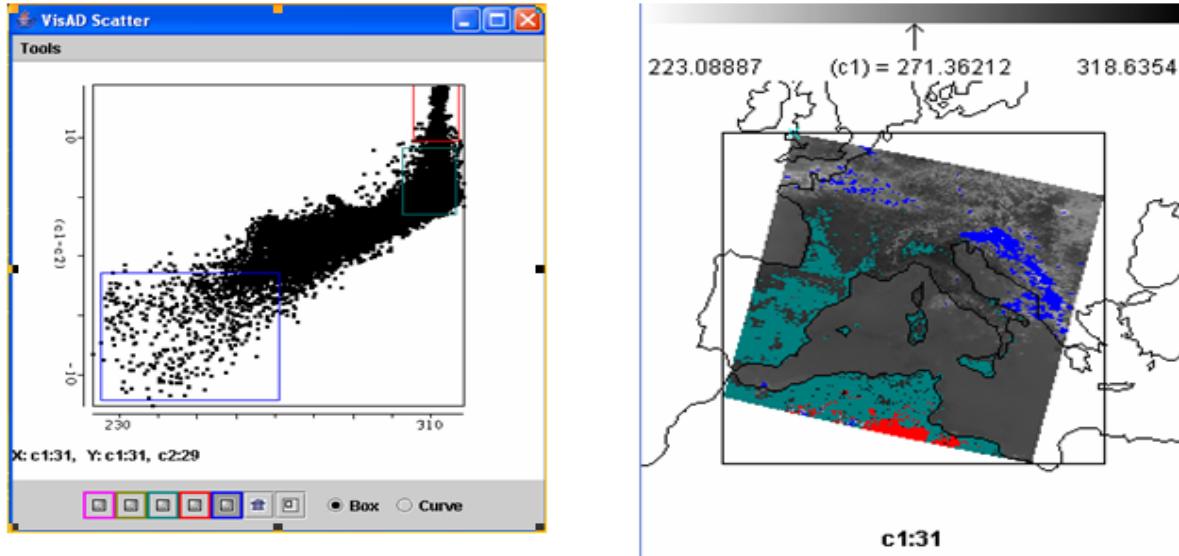 VisAD Scatter
Tools
10
(c1-c2)
-10
230 310
X: c1:31, Y: c1:31, c2:29
Box Curve
223.08887 (c1) = 271.36212 318.6354
c1:31